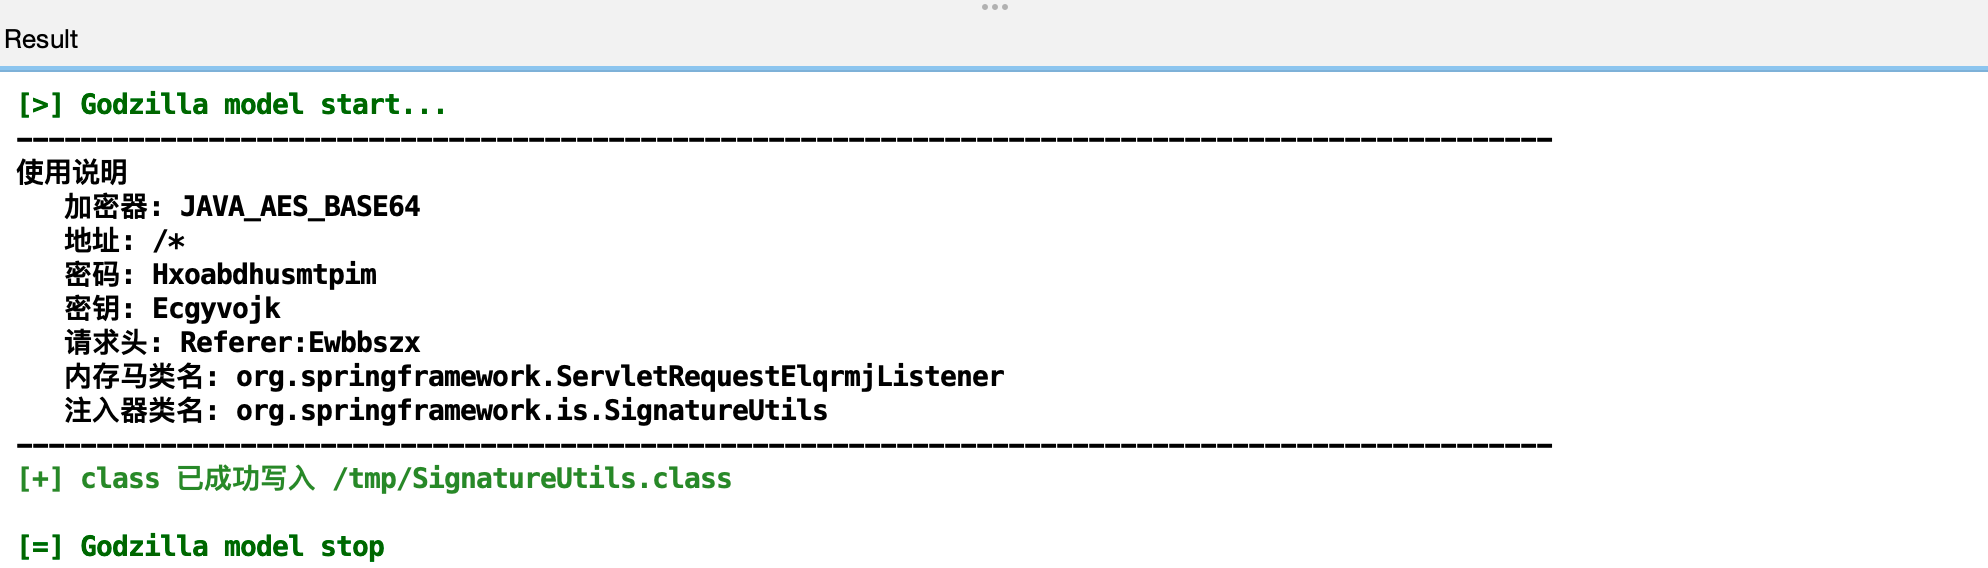 Result
[>] Godzilla model start...
使用说明
加密器: JAVA_AES_BASE64
地址: /*
密码: Hxoabdhusmtpim
密钥: Ecgyvojk
请求头: Referer:Ewbbszx
内存马类名: org.springframework.ServletRequestElqrmjListener
注入器类名: org.springframework.is.SignatureUtils
[+] class 已成功写入 /tmp/SignatureUtils.class
[=] Godzilla model stop